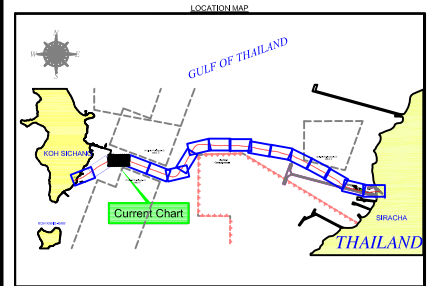 LOCATION MAP
N
W
E
S
GULF OF THAILAND
KOH SICHANG
Current Chart
SIRACHA
THAILAND